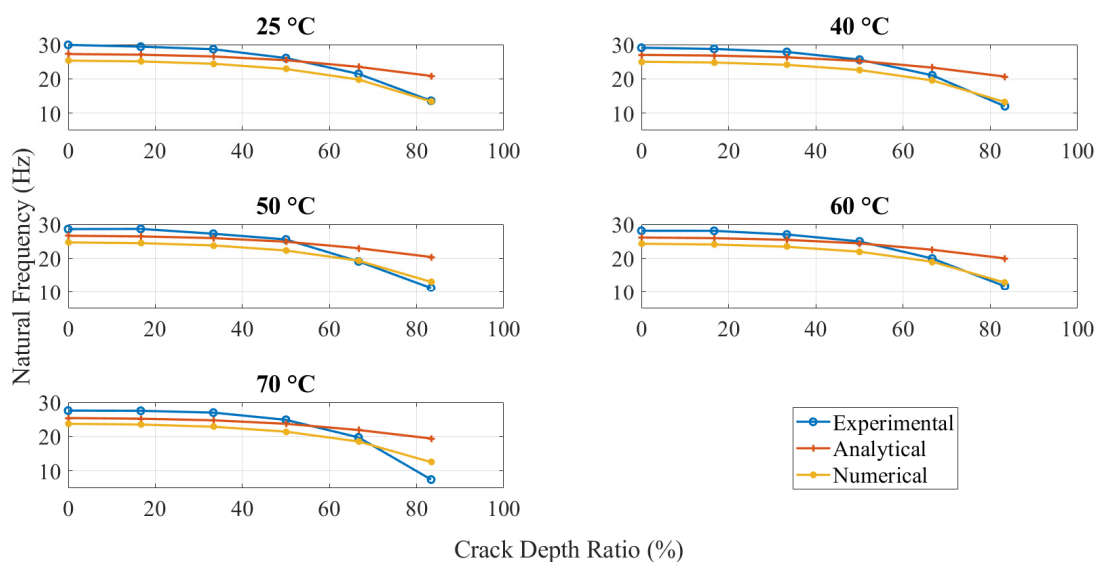 25 °C
30
20
10
0 20 40 60 80 100
40 °C
30
20
10
0 20 40 60 80 100
50 °C
30
20
10
0 20 40 60 80 100
60 °C
30
20
10
0 20 40 60 80 100
70 °C
30
20
10
0 20 40 60 80 100
Natural Frequency (Hz)
Crack Depth Ratio (%)
Experimental
Analytical
Numerical